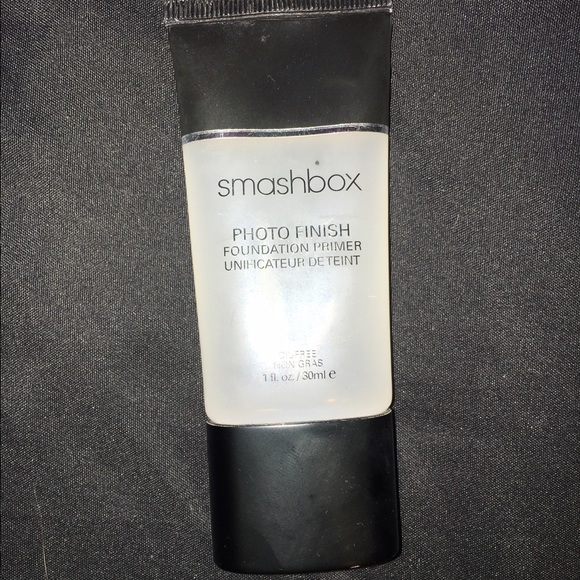 smashbox
PHOTO FINISH
FOUNDATION PRIMER
UNIFICATEUR DE TEINT
OIL-FREE
NON GRAS
1 fl. oz. / 30ml e